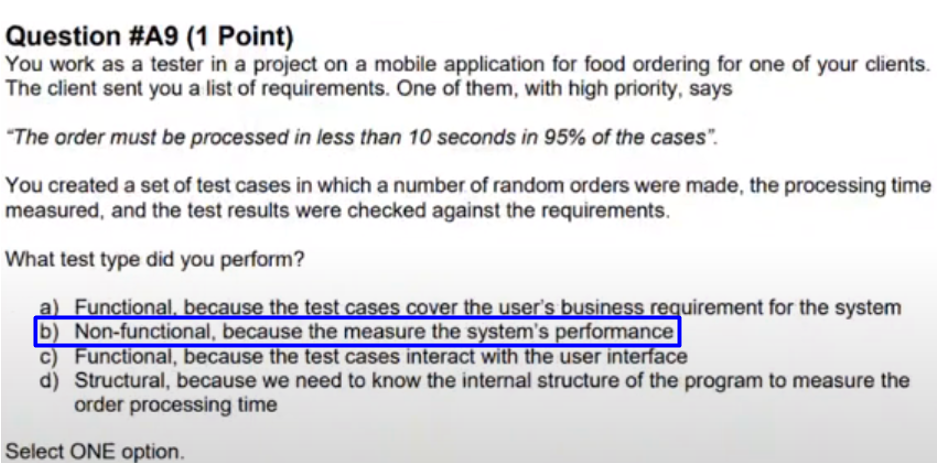 Question #A9 (1 Point)
You work as a tester in a project on a mobile application for food ordering for one of your clients.
The client sent you a list of requirements. One of them, with high priority, says
“The order must be processed in less than 10 seconds in 95% of the cases”.
You created a set of test cases in which a number of random orders were made, the processing time
measured, and the test results were checked against the requirements.
What test type did you perform?
a) Functional, because the test cases cover the user's business requirement for the system
b) Non-functional, because the measure the system's performance
c) Functional, because the test cases interact with the user interface
d) Structural, because we need to know the internal structure of the program to measure the
order processing time
Select ONE option.